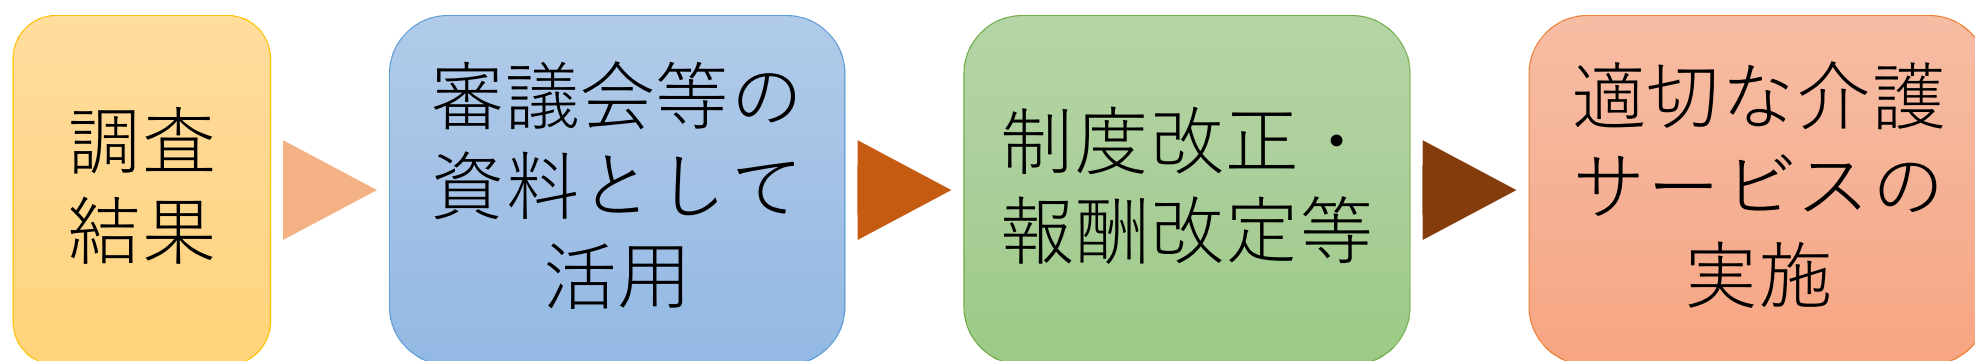 調査
結果
審議会等の
資料として
活用
制度改正・
報酬改定等
適切な介護
サービスの
実施